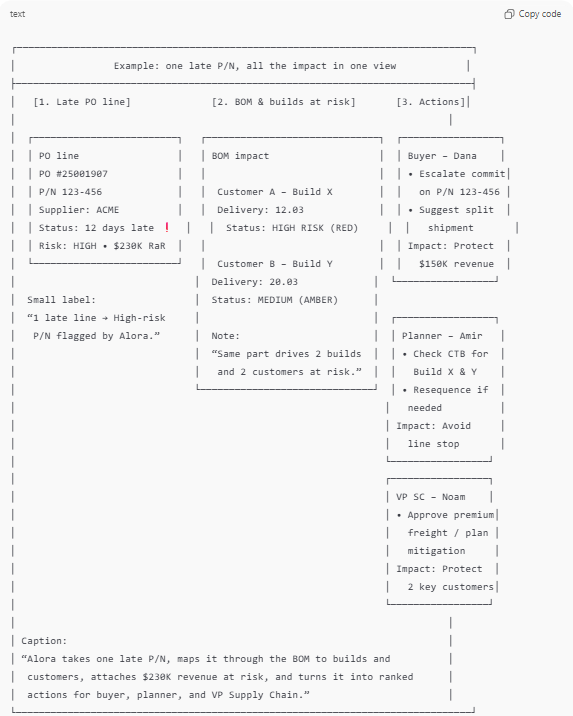 text
Copy code
Example: one late P/N, all the impact in one view
[1. Late PO line]
[2. BOM & builds at risk]
[3. Actions]
PO line
PO #25001907
P/N 123-456
Supplier: ACME
Status: 12 days late ❗
Risk: HIGH • $230K RaR
Small label:
“1 late line → High-risk
P/N flagged by Alora.”
BOM impact
Customer A – Build X
Delivery: 12.03
Status: HIGH RISK (RED)
Customer B – Build Y
Delivery: 20.03
Status: MEDIUM (AMBER)
Note:
“Same part drives 2 builds
and 2 customers at risk.”
Buyer – Dana
• Escalate commit
on P/N 123-456
• Suggest split
shipment
Impact: Protect
$150K revenue
Planner – Amir
• Check CTB for
Build X & Y
• Resequence if
needed
Impact: Avoid
line stop
VP SC – Noam
• Approve premium
freight / plan
mitigation
Impact: Protect
2 key customers
Caption:
“Alora takes one late P/N, maps it through the BOM to builds and
customers, attaches $230K revenue at risk, and turns it into ranked
actions for buyer, planner, and VP Supply Chain.”